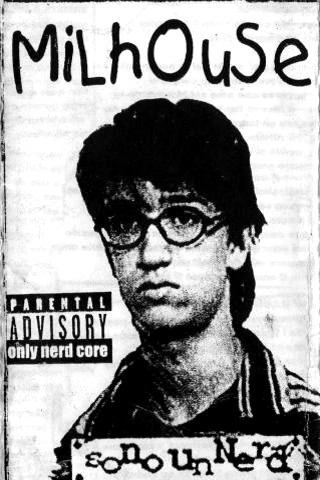 MiLhOuSe
PARENTAL
ADVISORY
only nerd core
sono un Nerd